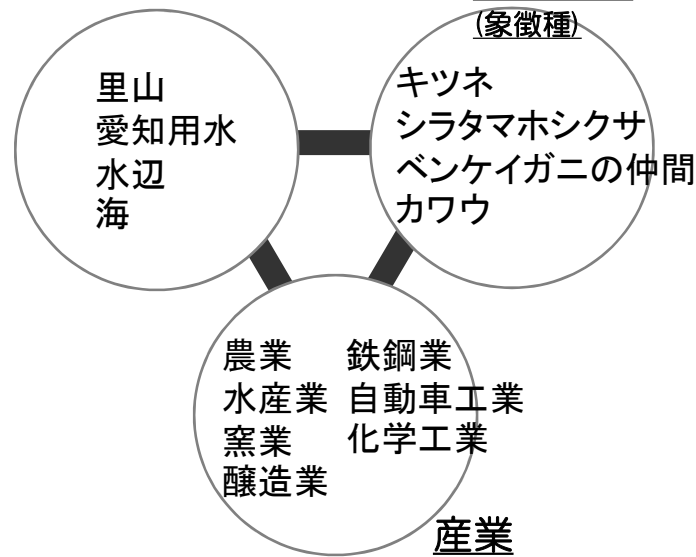 (象徴種)
里山
愛知用水
水辺
海
キツネ
シラタマホシクサ
ベンケイガニの仲間
カワウ
農業
水産業
窯業
醸造業
鉄鋼業
自動車工業
化学工業
産業